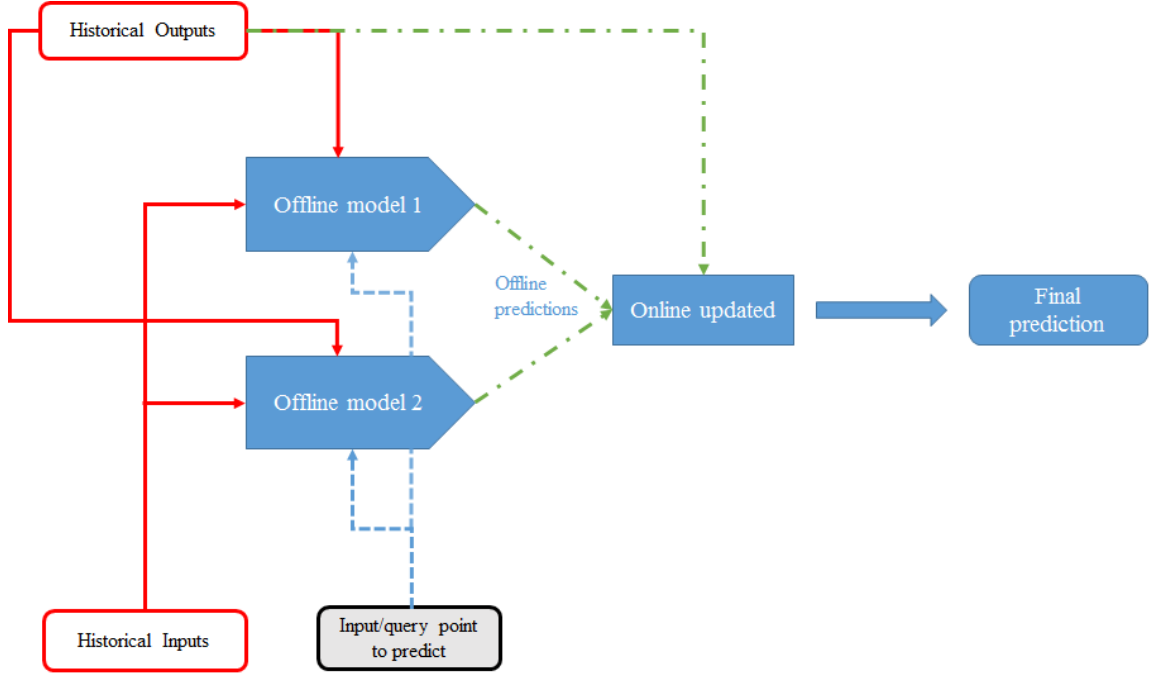 Historical Outputs
Offline model 1
Offline
predictions
Online updated
Final
prediction
Offline model 2
Historical Inputs
Input/query point
to predict